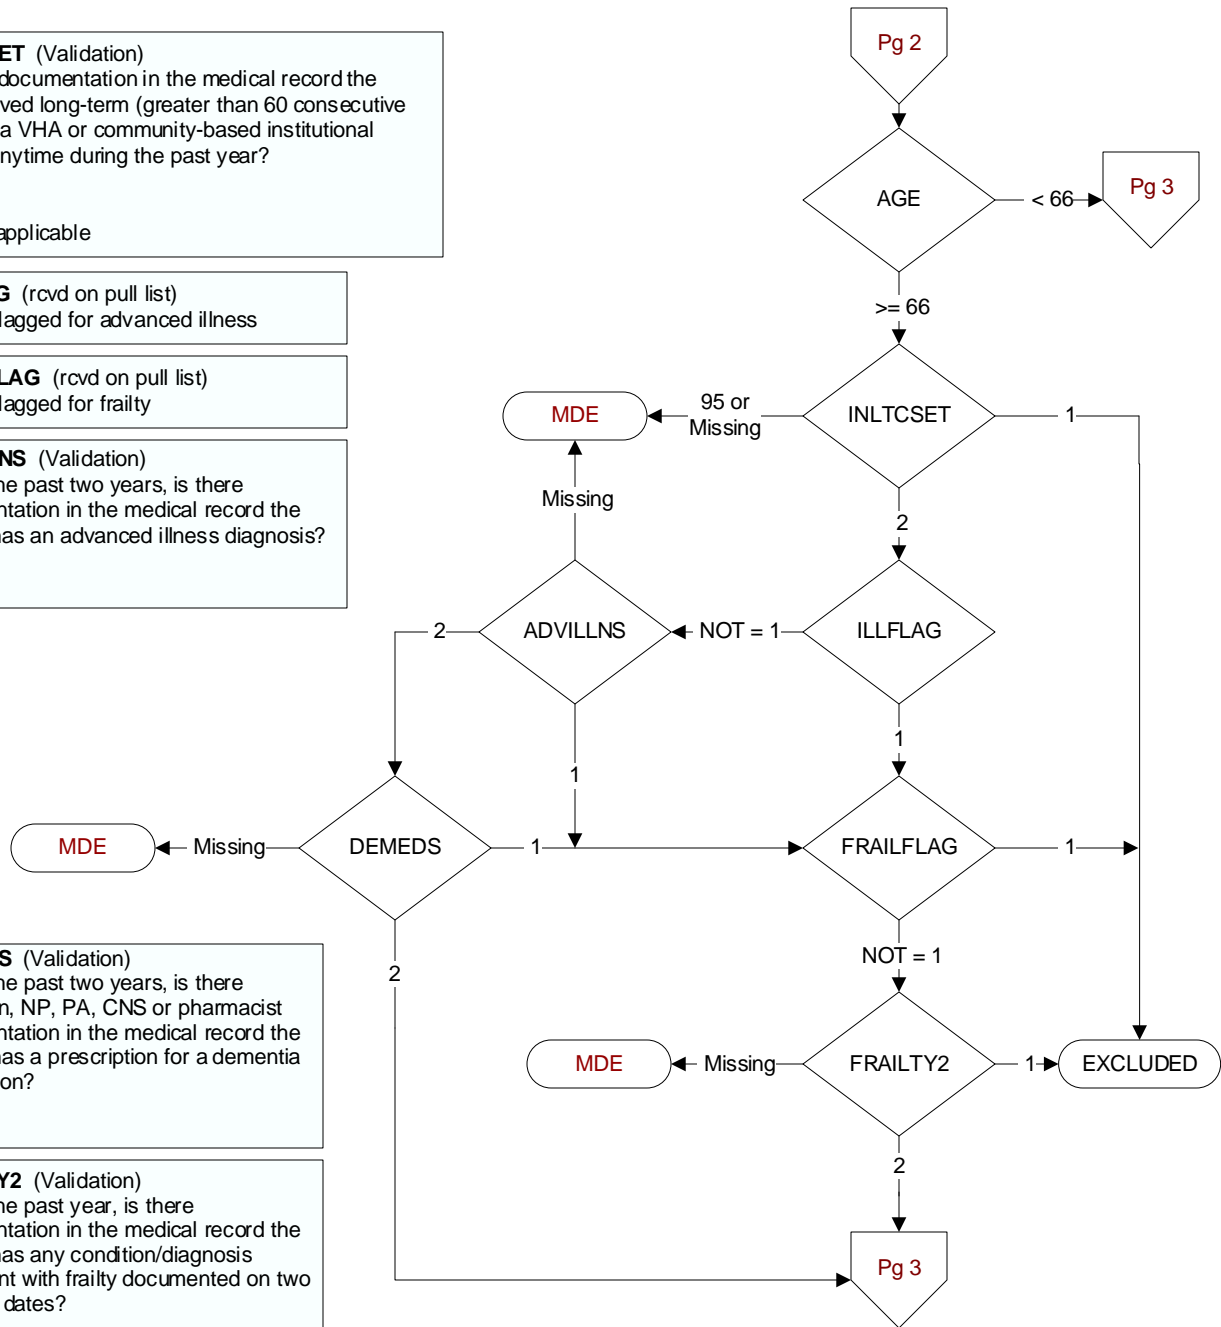 ET (Validation)
documentation in the medical record the
ved long-term (greater than 60 consecutive
a VHA or community-based institutional
nytime during the past year?
applicable
G (rcvd on pull list)
lagged for advanced illness
LAG (rcvd on pull list)
lagged for frailty
NS (Validation)
he past two years, is there
ntation in the medical record the
has an advanced illness diagnosis?
S (Validation)
he past two years, is there
n, NP, PA, CNS or pharmacist
ntation in the medical record the
has a prescription for a dementia
on?
Y2 (Validation)
he past year, is there
ntation in the medical record the
has any condition/diagnosis
nt with frailty documented on two
dates?
Pg 2
AGE
< 66
Pg 3
>= 66
MDE
95 or
Missing
INLTCSET
1
Missing
2
2
ADVILLNS
NOT = 1
ILLFLAG
1
1
MDE
Missing
DEMEDS
1
FRAILFLAG
1
2
NOT = 1
MDE
Missing
FRAILTY2
1
EXCLUDED
2
Pg 3